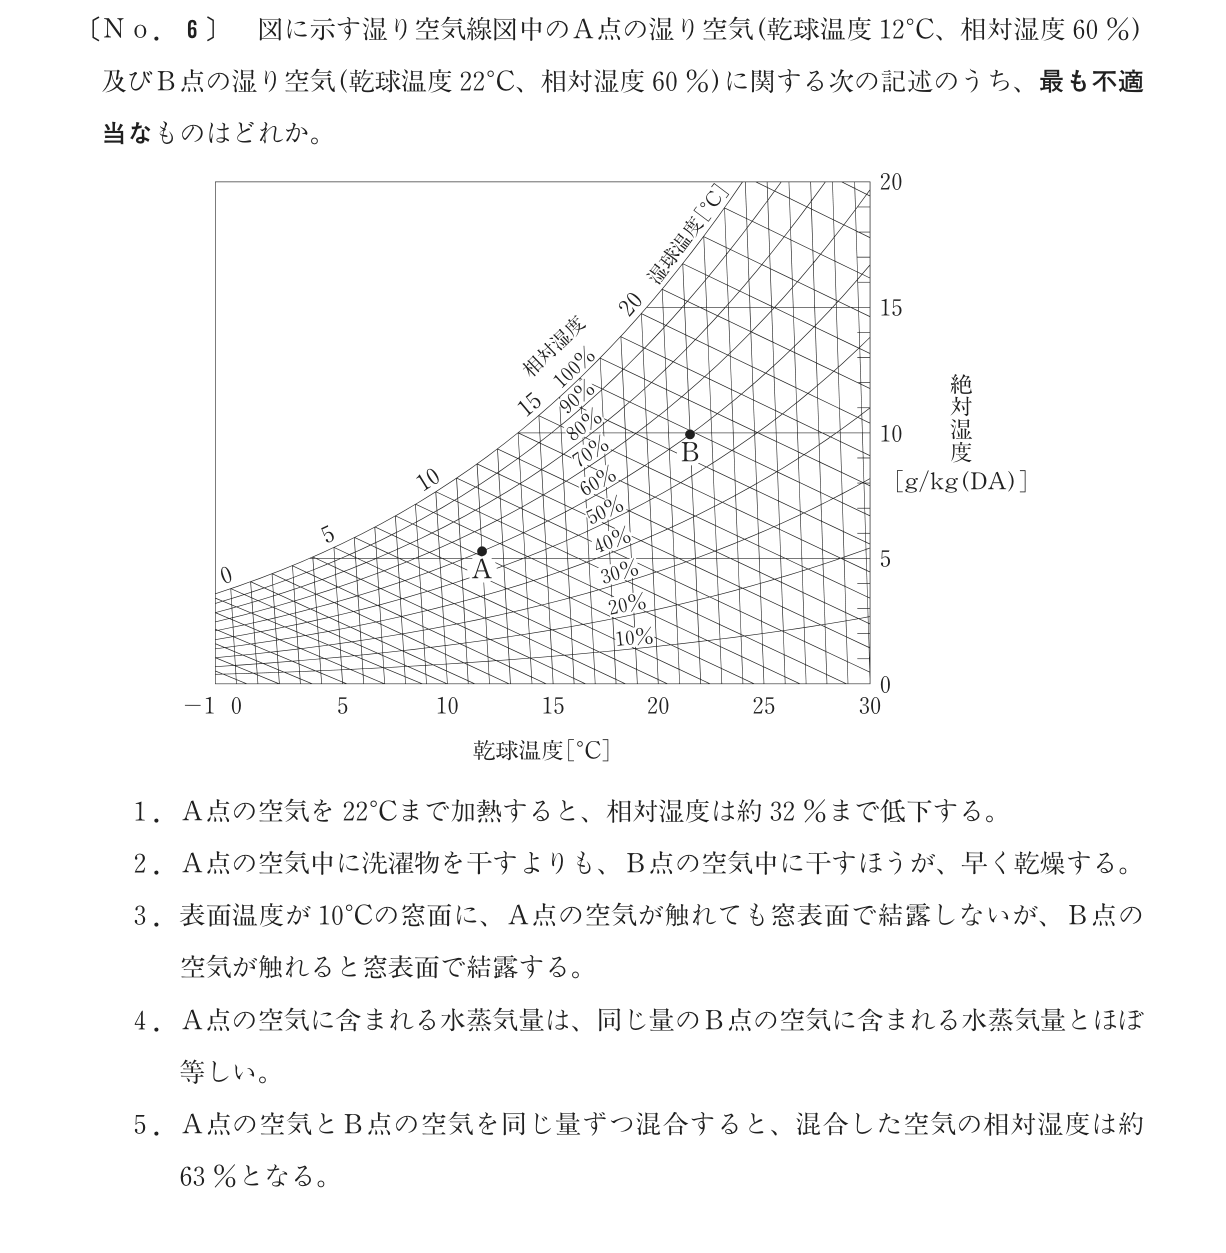 〔Ｎｏ．６〕　図に示す湿り空気線図中のＡ点の湿り空気(乾球温度 12℃、相対湿度 60 ％)
及びＢ点の湿り空気(乾球温度 22℃、相対湿度 60 ％)に関する次の記述のうち、最も不適
当なものはどれか。
20
湿球温度[℃]
15
20
相対湿度
100％
15
90％
80％
10
70％
B
絶対湿度
[g/kg(DA)]
10
60％
50％
5
40％
A
5
0
30％
20％
10％
0
－1 0 5 10 15 20 25 30
乾球温度[℃]
1．Ａ点の空気を 22℃まで加熱すると、相対湿度は約 32 ％まで低下する。
2．Ａ点の空気中に洗濯物を干すよりも、Ｂ点の空気中に干すほうが、早く乾燥する。
3．表面温度が 10℃の窓面に、Ａ点の空気が触れても窓表面で結露しないが、Ｂ点の
空気が触れると窓表面で結露する。
4．Ａ点の空気に含まれる水蒸気量は、同じ量のＢ点の空気に含まれる水蒸気量とほぼ
等しい。
5．Ａ点の空気とＢ点の空気を同じ量ずつ混合すると、混合した空気の相対湿度は約
63 ％となる。